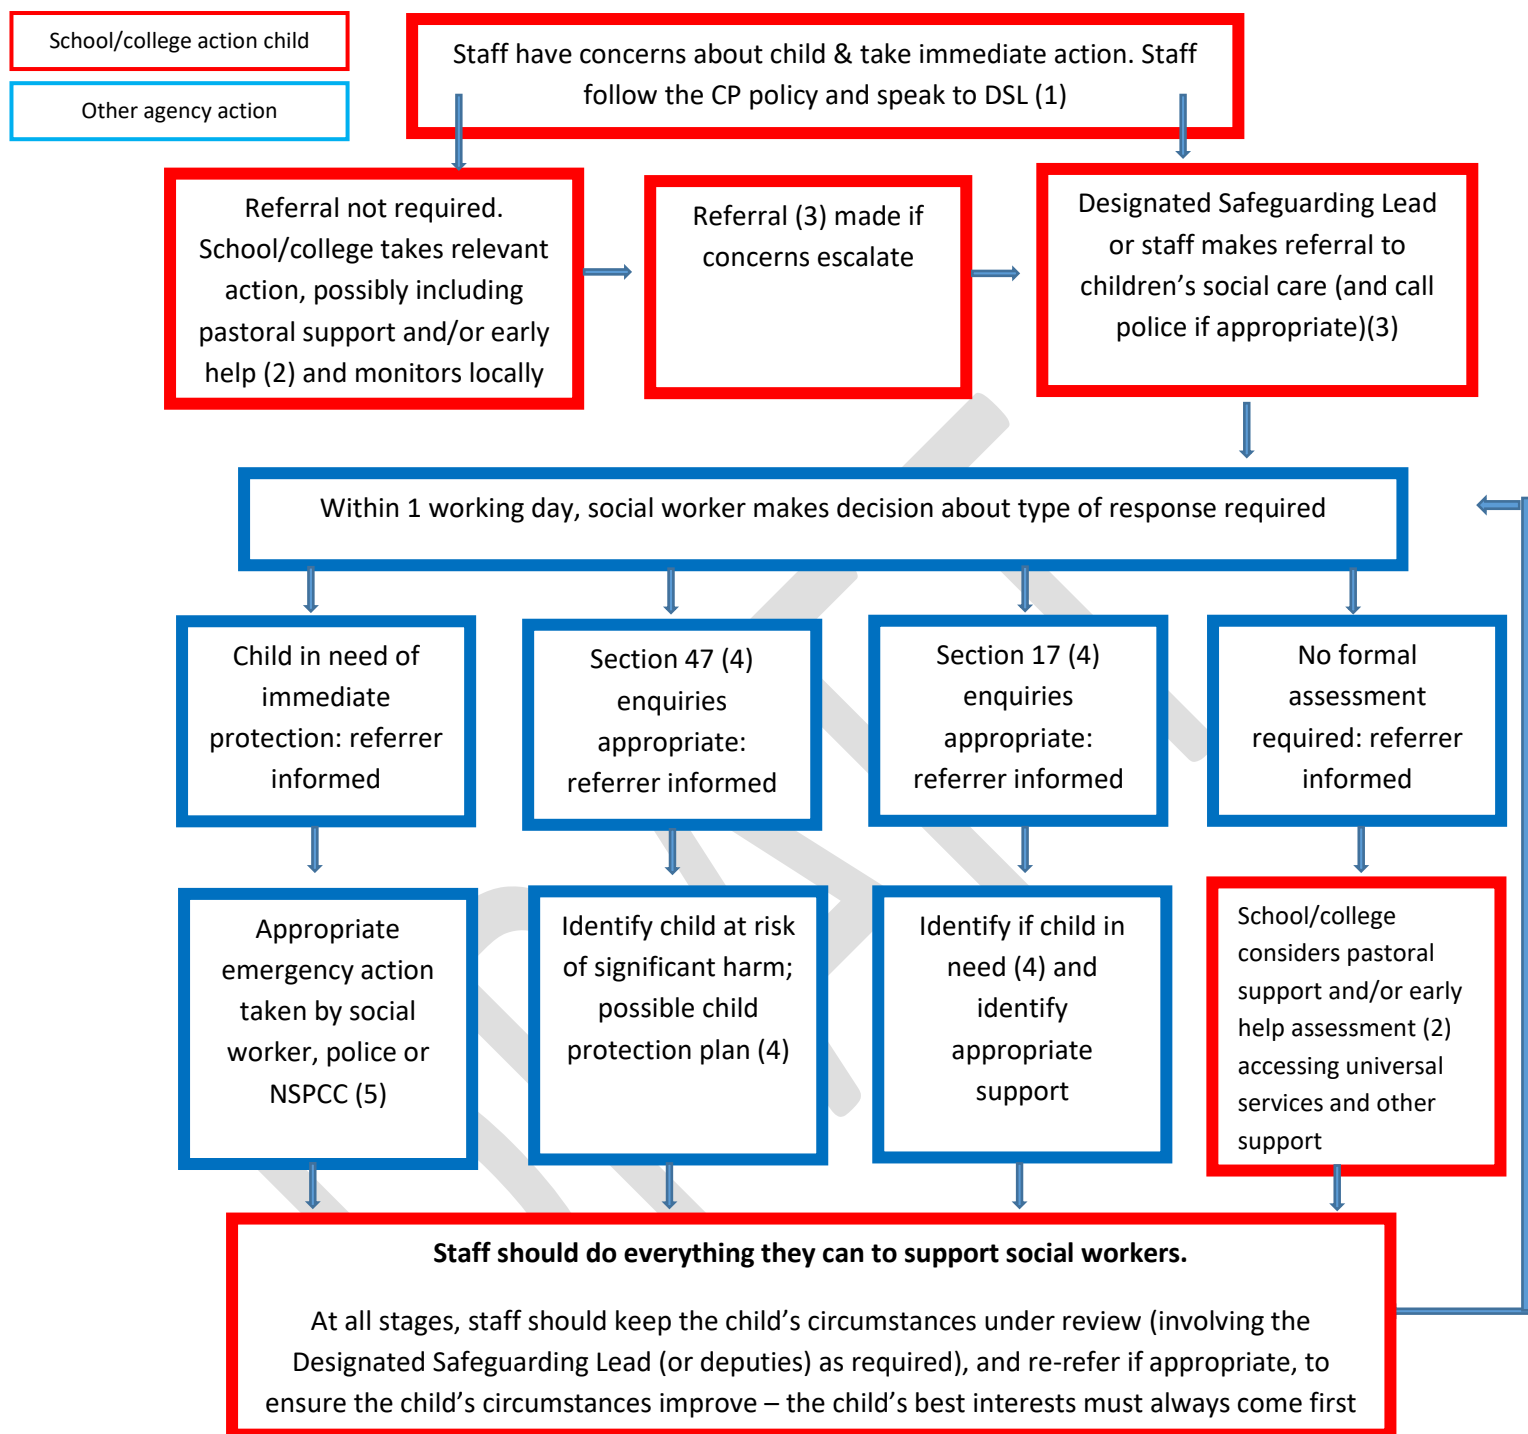 School/college action child
Other agency action
Staff have concerns about child & take immediate action. Staff
follow the CP policy and speak to DSL (1)
Referral not required.
School/college takes relevant
action, possibly including
pastoral support and/or early
help (2) and monitors locally
Referral (3) made if
concerns escalate
Designated Safeguarding Lead
or staff makes referral to
children’s social care (and call
police if appropriate)(3)
Within 1 working day, social worker makes decision about type of response required
Child in need of
immediate
protection: referrer
informed
Section 47 (4)
enquiries
appropriate:
referrer informed
Section 17 (4)
enquiries
appropriate:
referrer informed
No formal
assessment
required: referrer
informed
Appropriate
emergency action
taken by social
worker, police or
NSPCC (5)
Identify child at risk
of significant harm;
possible child
protection plan (4)
Identify if child in
need (4) and
identify
appropriate
support
School/college
considers pastoral
support and/or early
help assessment (2)
accessing universal
services and other
support
Staff should do everything they can to support social workers.
At all stages, staff should keep the child’s circumstances under review (involving the
Designated Safeguarding Lead (or deputies) as required), and re-refer if appropriate, to
ensure the child’s circumstances improve – the child’s best interests must always come first
DRAFT